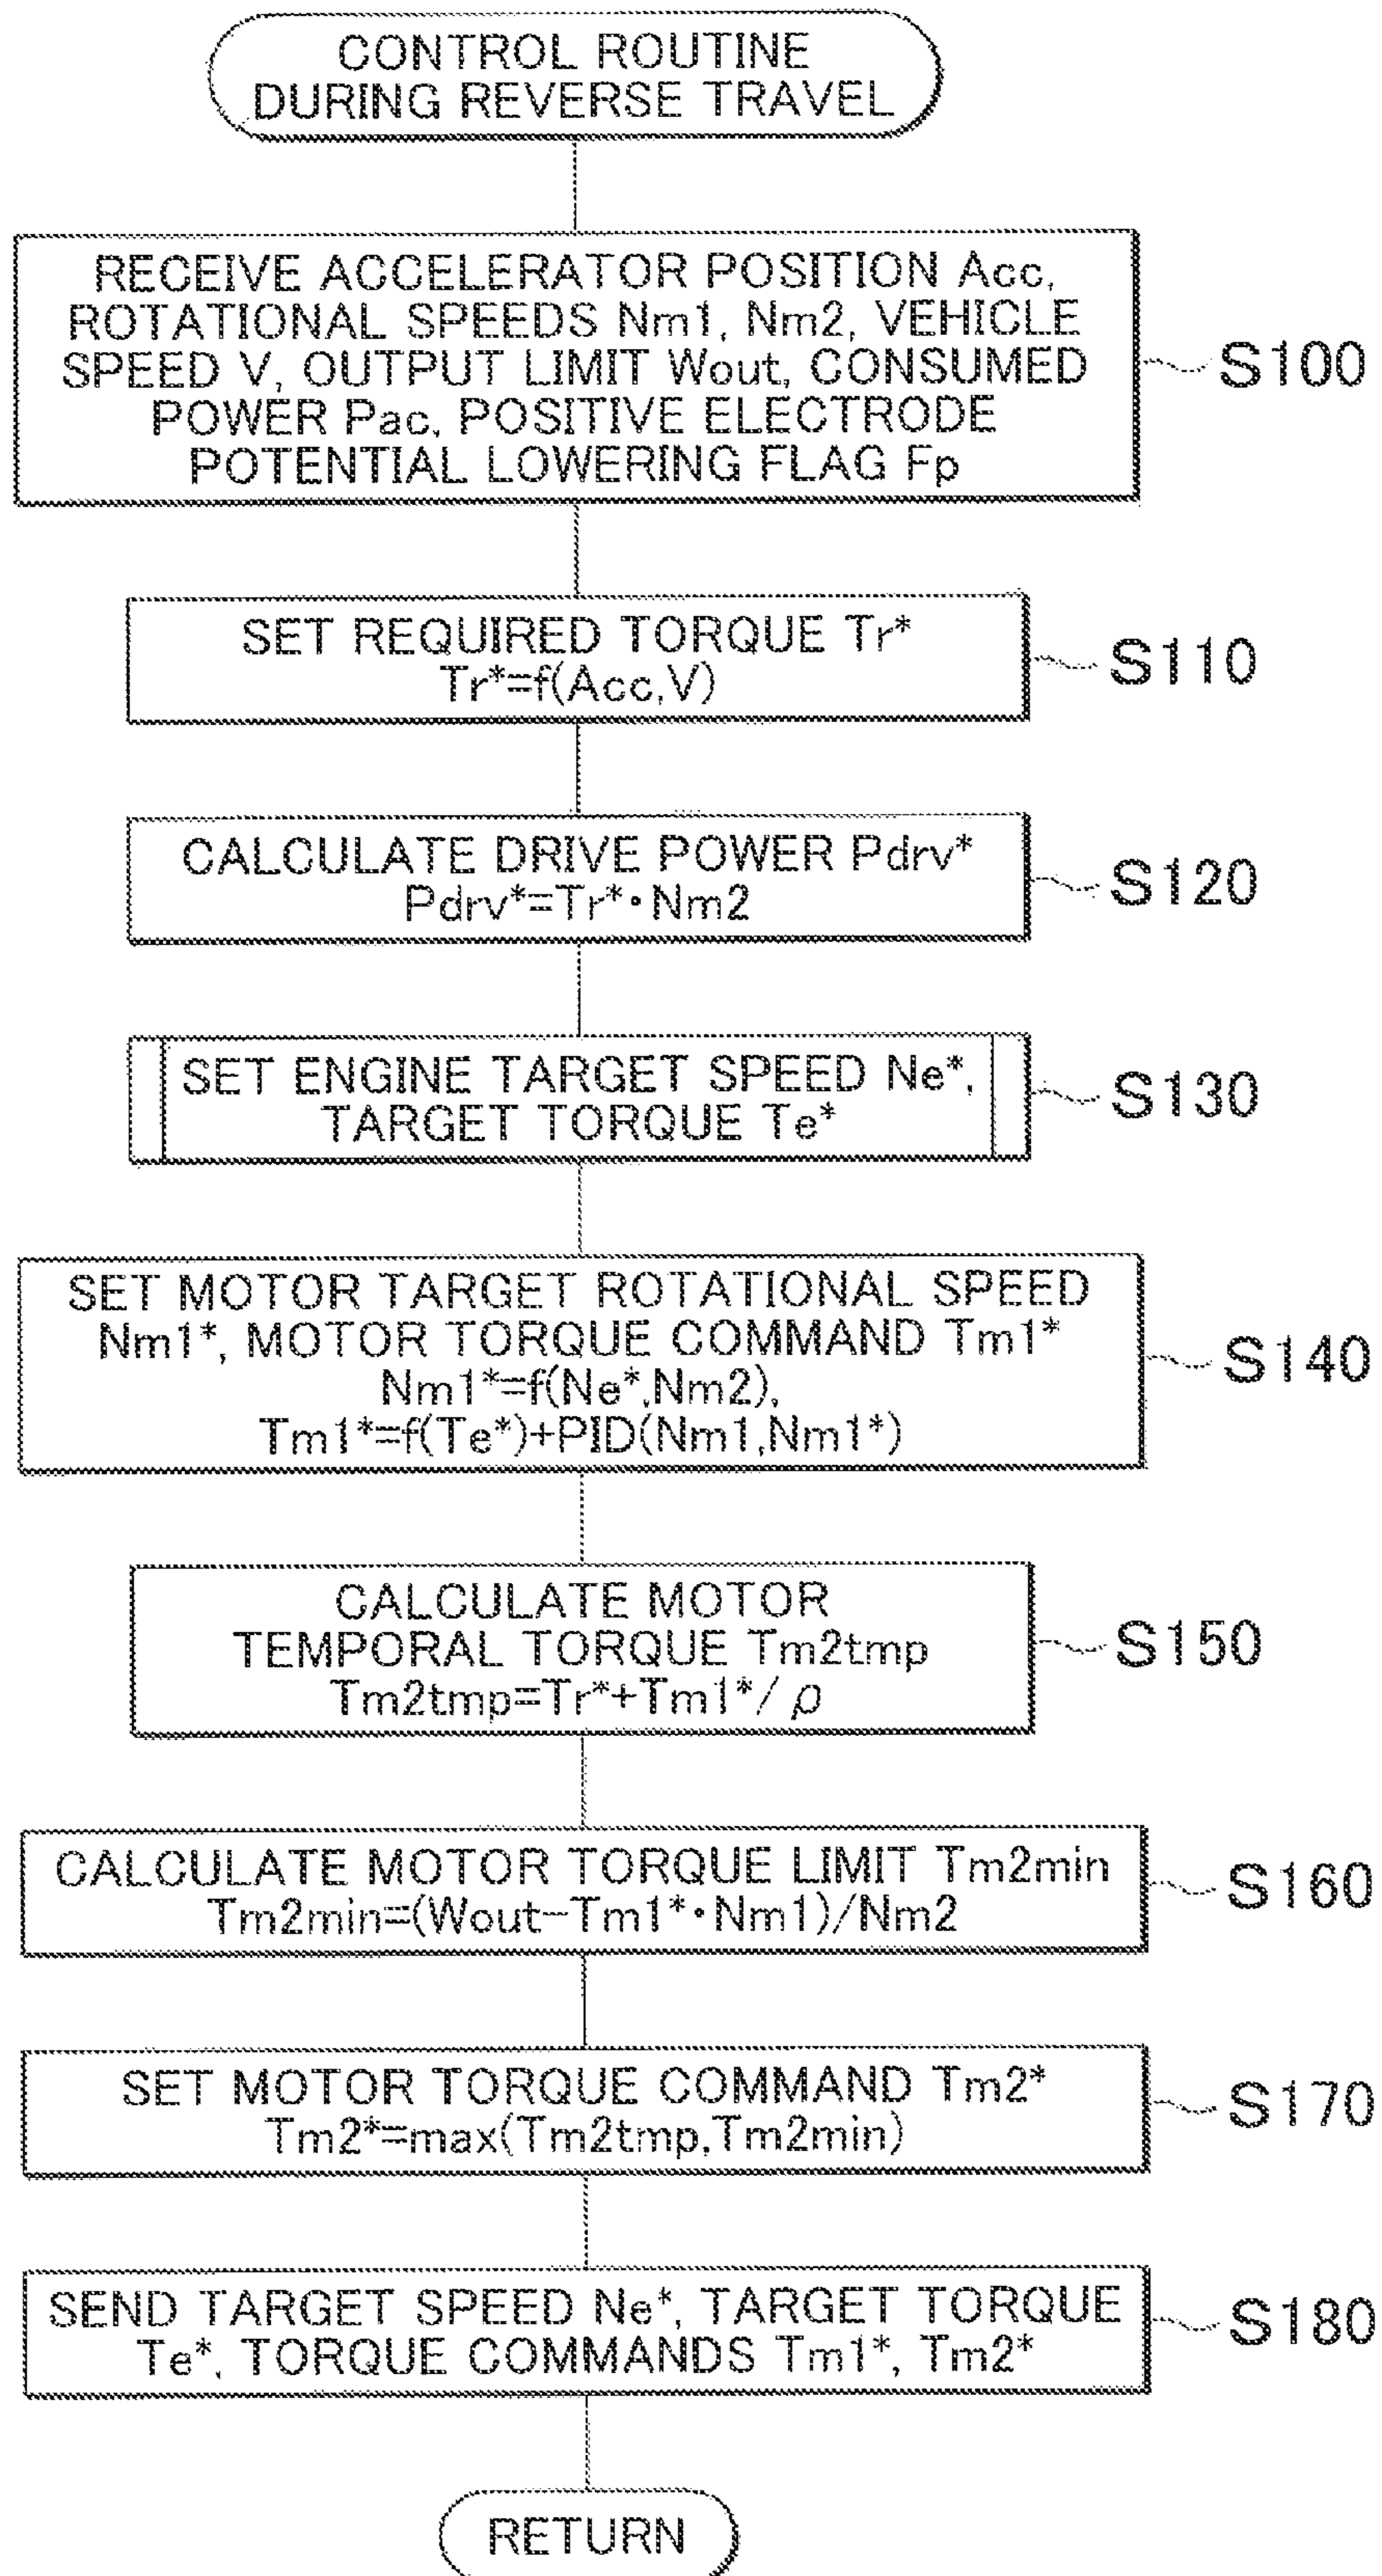 CONTROL ROUTINE
DURING REVERSE TRAVEL
RECEIVE ACCELERATOR POSITION Acc,
ROTATIONAL SPEEDS Nm1, Nm2, VEHICLE
SPEED V, OUTPUT LIMIT Wout, CONSUMED
POWER Pac, POSITIVE ELECTRODE
POTENTIAL LOWERING FLAG Fp
S100
SET REQUIRED TORQUE Tr*
Tr*=f(Acc,V)
S110
CALCULATE DRIVE POWER Pdrv*
Pdrv*=Tr*・Nm2
S120
SET ENGINE TARGET SPEED Ne*,
TARGET TORQUE Te*
S130
SET MOTOR TARGET ROTATIONAL SPEED
Nm1*, MOTOR TORQUE COMMAND Tm1*
Nm1*=f(Ne*,Nm2),
Tm1*=f(Te*)+PID(Nm1,Nm1*)
S140
CALCULATE MOTOR
TEMPORAL TORQUE Tm2tmp
Tm2tmp=Tr*+Tm1*/ρ
S150
CALCULATE MOTOR TORQUE LIMIT Tm2min
Tm2min=(Wout-Tm1*・Nm1)/Nm2
S160
SET MOTOR TORQUE COMMAND Tm2*
Tm2*=max(Tm2tmp,Tm2min)
S170
SEND TARGET SPEED Ne*, TARGET TORQUE
Te*, TORQUE COMMANDS Tm1*, Tm2*
S180
RETURN